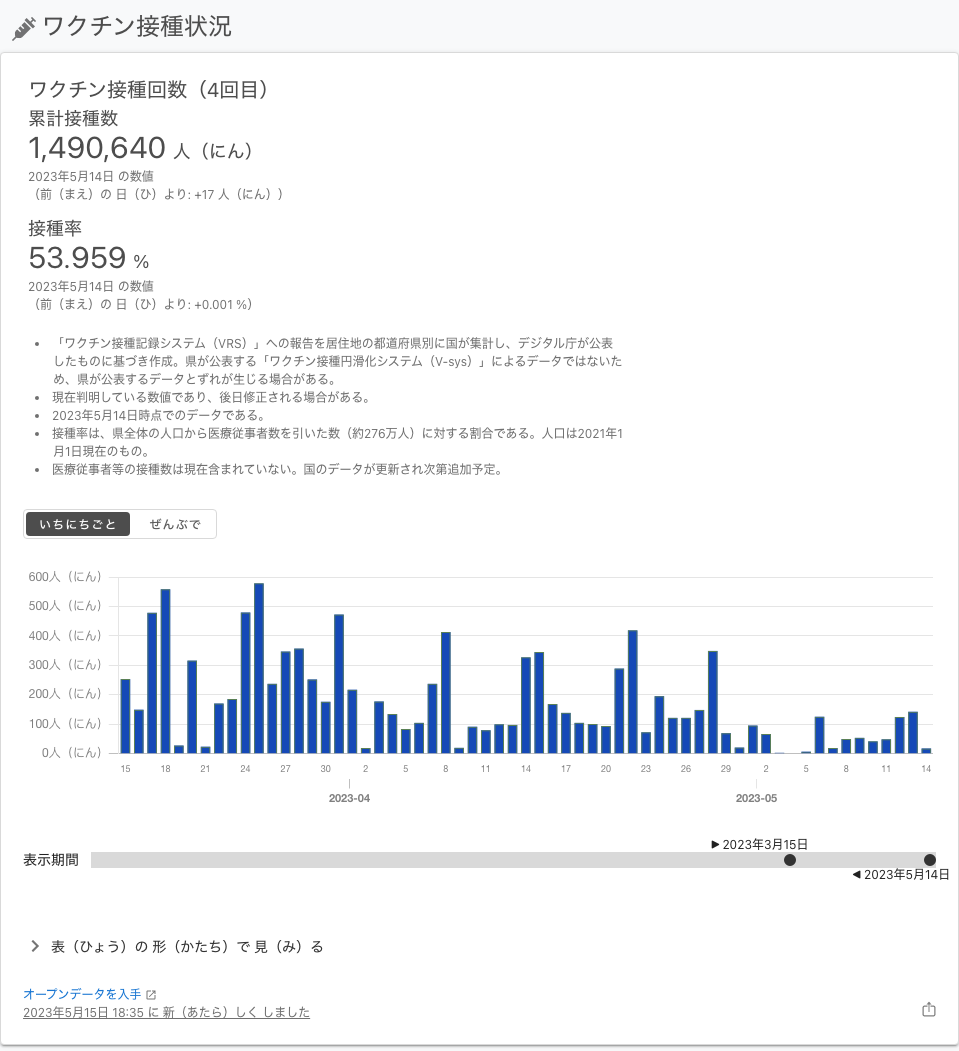 ワクチン接種状況
ワクチン接種回数（4回目）
累計接種数
1,490,640 人（にん）
2023年5月14日 の数値
（前（まえ）の 日（ひ）より: +17 人（にん））
接種率
53.959 %
2023年5月14日 の数値
（前（まえ）の 日（ひ）より: +0.001 %）
• 「ワクチン接種記録システム（VRS）」への報告を居住地の都道府県別に国が集計し、デジタル庁が公表
したものに基づき作成。県が公表する「ワクチン接種円滑化システム（V-sys）」によるデータではないた
め、県が公表するデータとずれが生じる場合がある。
• 現在判明している数値であり、後日修正される場合がある。
• 2023年5月14日時点でのデータである。
• 接種率は、県全体の人口から医療従事者数を引いた数（約276万人）に対する割合である。人口は2021年1
月1日現在のもの。
• 医療従事者等の接種数は現在含まれていない。国のデータが更新され次第追加予定。
いちにちごと ぜんぶで
600人（にん）
500人（にん）
400人（にん）
300人（にん）
200人（にん）
100人（にん）
0人（にん）
15 18 21 24 27 30 2 5 8 11 14 17 20 23 26 29 2 5 8 11 14
2023-04 2023-05
2023年3月15日
表示期間
2023年5月14日
表（ひょう）の 形（かたち）で 見（み）る
オープンデータを入手
2023年5月15日 18:35 に 新（あたら）しく しました